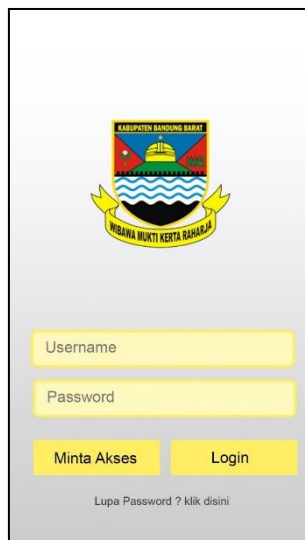 KABUPATEN BANDUNG BARAT
WIBAWA MUKTI KERTA RAHARJA
Username
Password
Minta Akses Login
Lupa Password ? klik disini